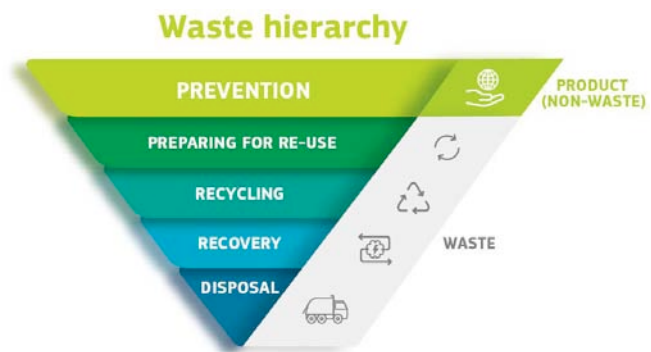 Waste hierarchy
PREVENTION
PRODUCT
(NON-WASTE)
PREPARING FOR RE-USE
RECYCLING
RECOVERY
WASTE
DISPOSAL